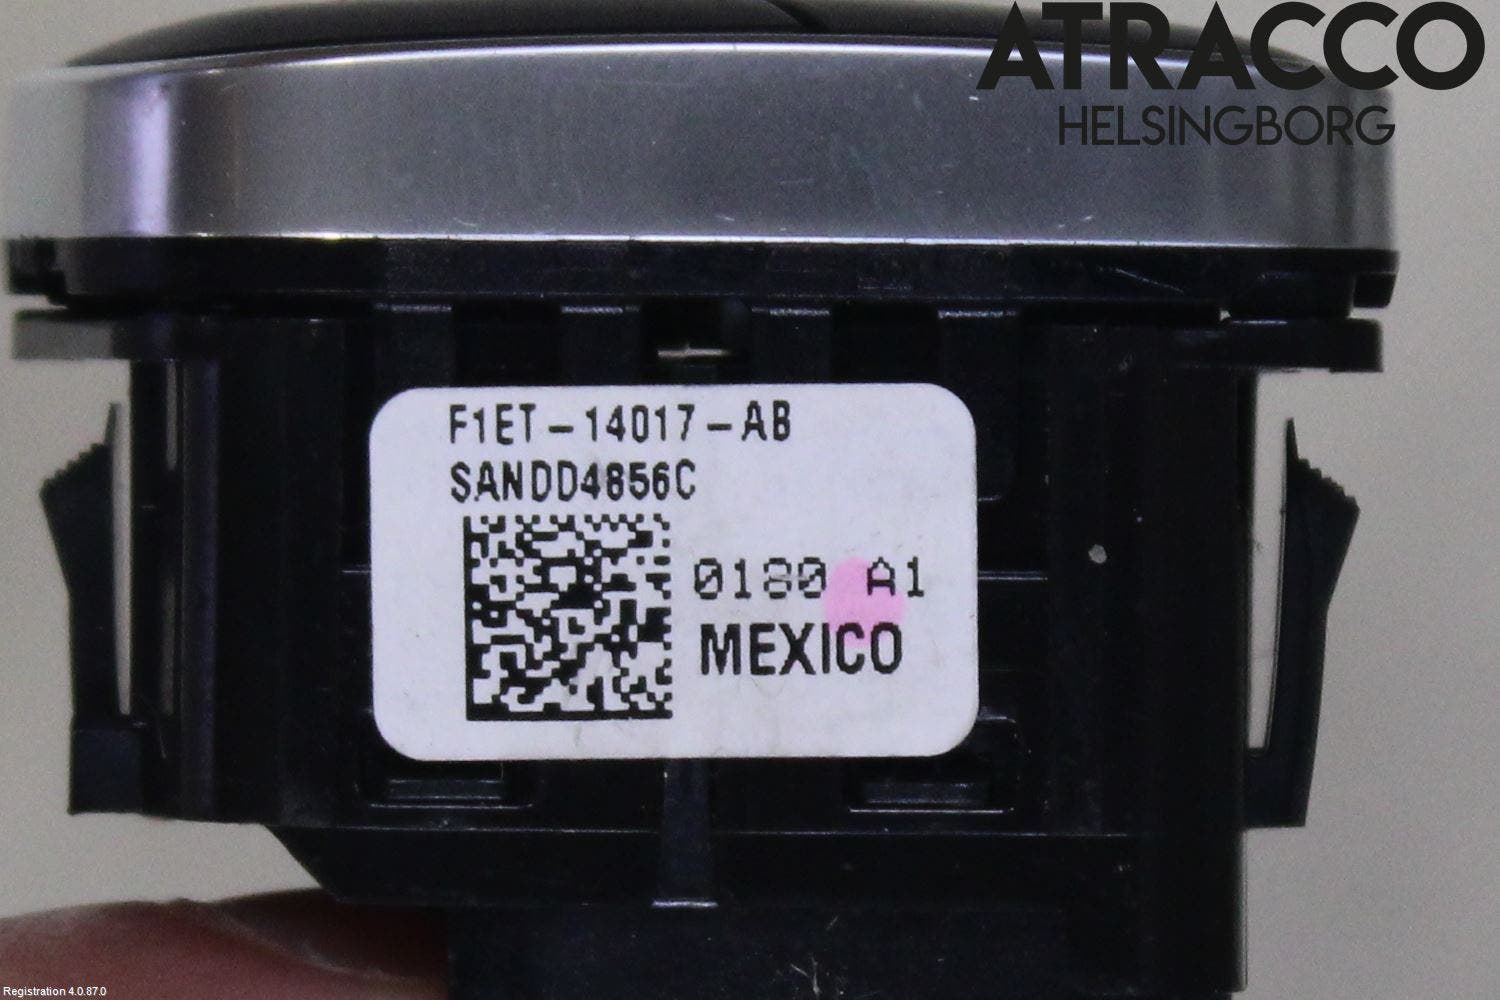 ATRACCO
HELSINGBORG
F1ET-14017-AB
SANDD4856C
0180 A1
MEXICO
Registration 4.0.87.0